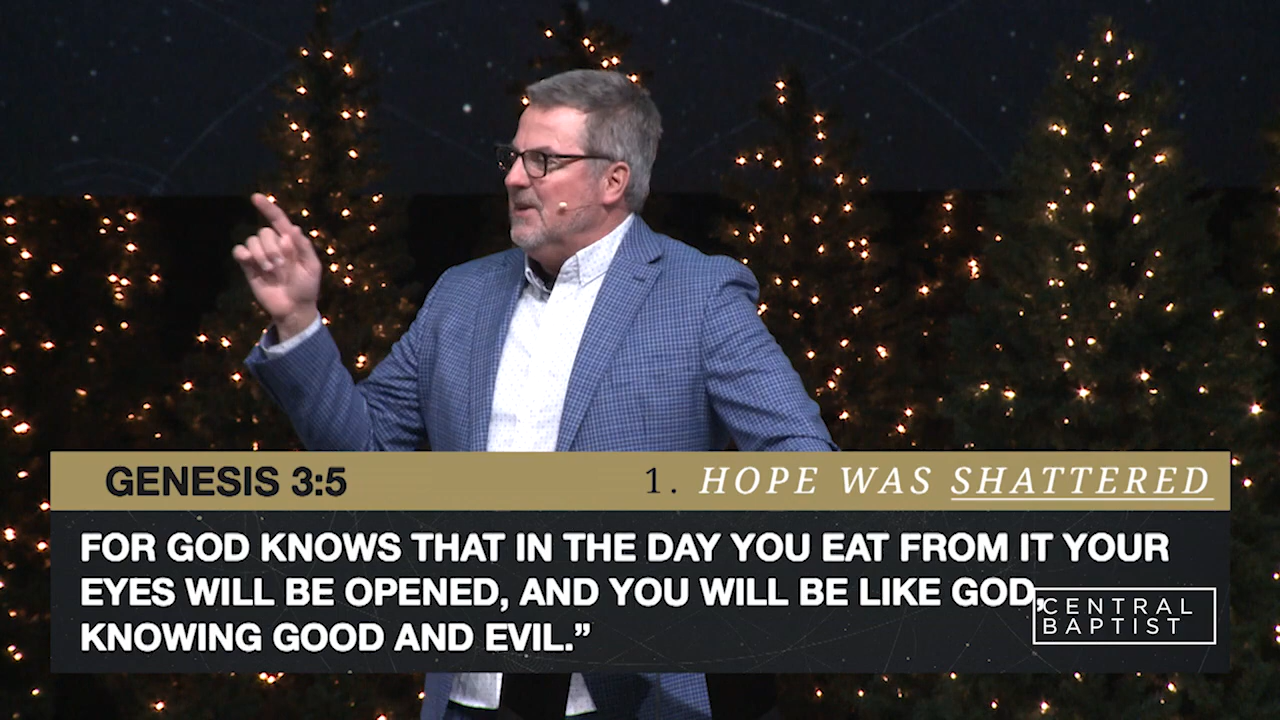 GENESIS 3:5
1. HOPE WAS SHATTERED
FOR GOD KNOWS THAT IN THE DAY YOU EAT FROM IT YOUR
EYES WILL BE OPENED, AND YOU WILL BE LIKE GOD,
KNOWING GOOD AND EVIL.”
CENTRAL
BAPTIST